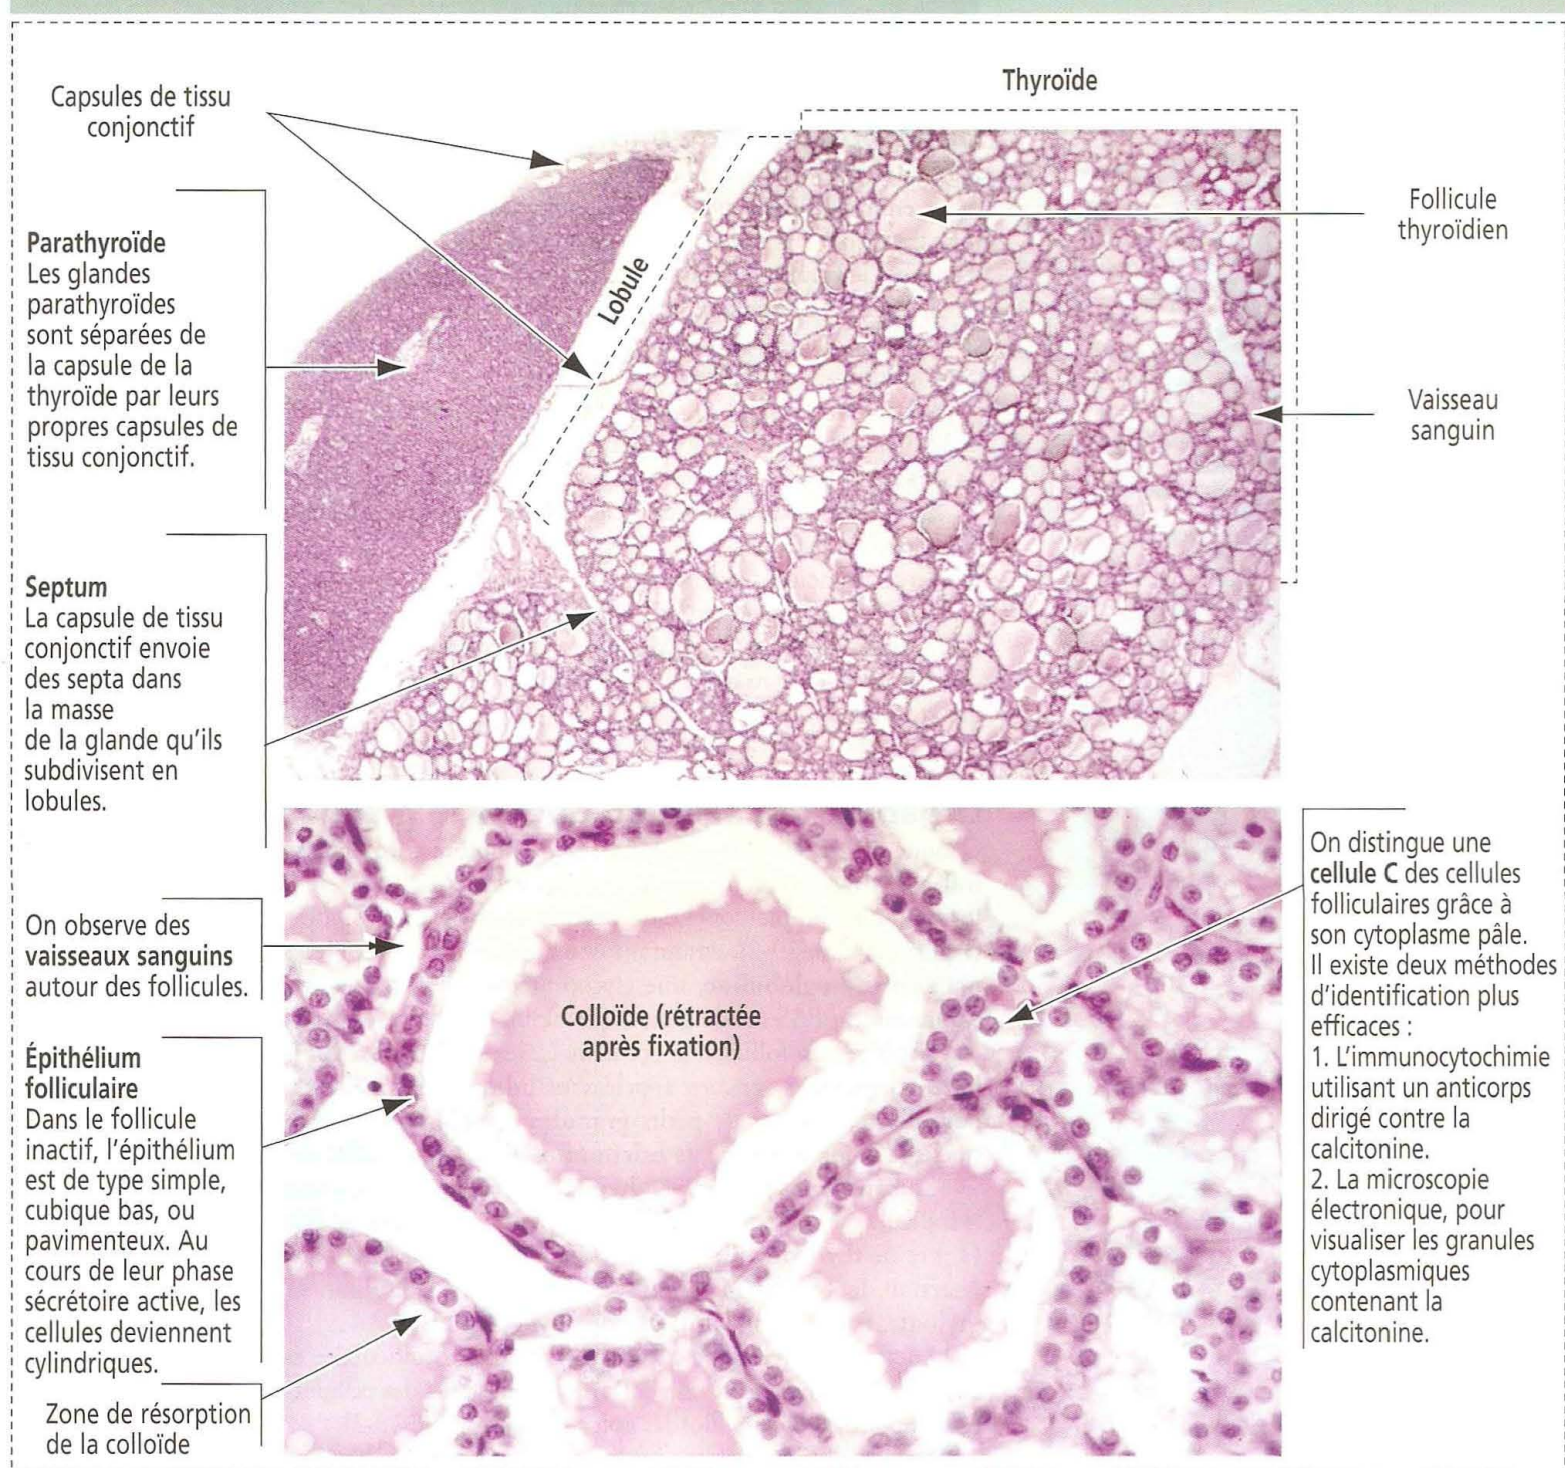 Capsules de tissu
conjonctif
Thyroïde
Parathyroïde
Les glandes
parathyroïdes
sont séparées de
la capsule de la
thyroïde par leurs
propres capsules de
tissu conjonctif.
Lobule
Follicule
thyroïdien
Vaisseau
sanguin
Septum
La capsule de tissu
conjonctif envoie
des septa dans
la masse
de la glande qu'ils
subdivisent en
lobules.
On observe des
vaisseaux sanguins
autour des follicules.
Colloïde (rétractée
après fixation)
On distingue une
cellule C des cellules
folliculaires grâce à
son cytoplasme pâle.
Il existe deux méthodes
d'identification plus
efficaces :
1. L'immunocytochimie
utilisant un anticorps
dirigé contre la
calcitonine.
2. La microscopie
électronique, pour
visualiser les granules
cytoplasmiques
contenant la
calcitonine.
Épithélium
folliculaire
Dans le follicule
inactif, l'épithélium
est de type simple,
cubique bas, ou
pavimenteux. Au
cours de leur phase
sécrétoire active, les
cellules deviennent
cylindriques.
Zone de résorption
de la colloïde